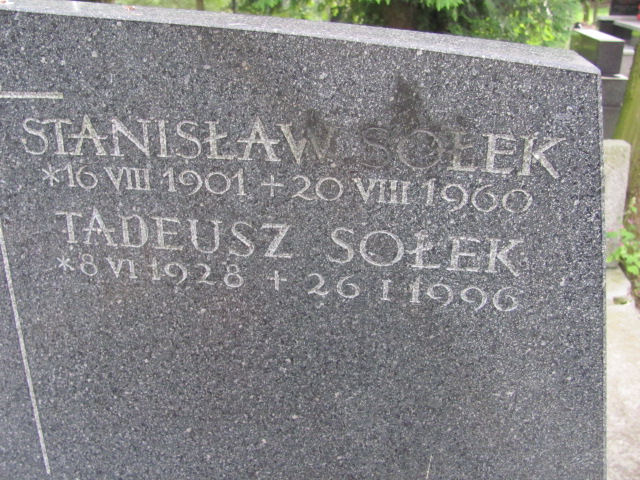 STANISŁAW SOŁEK
*16 VIII 1901 + 20 VIII 1960
TADEUSZ SOŁEK
*8 VI 1928 + 26 I 1996